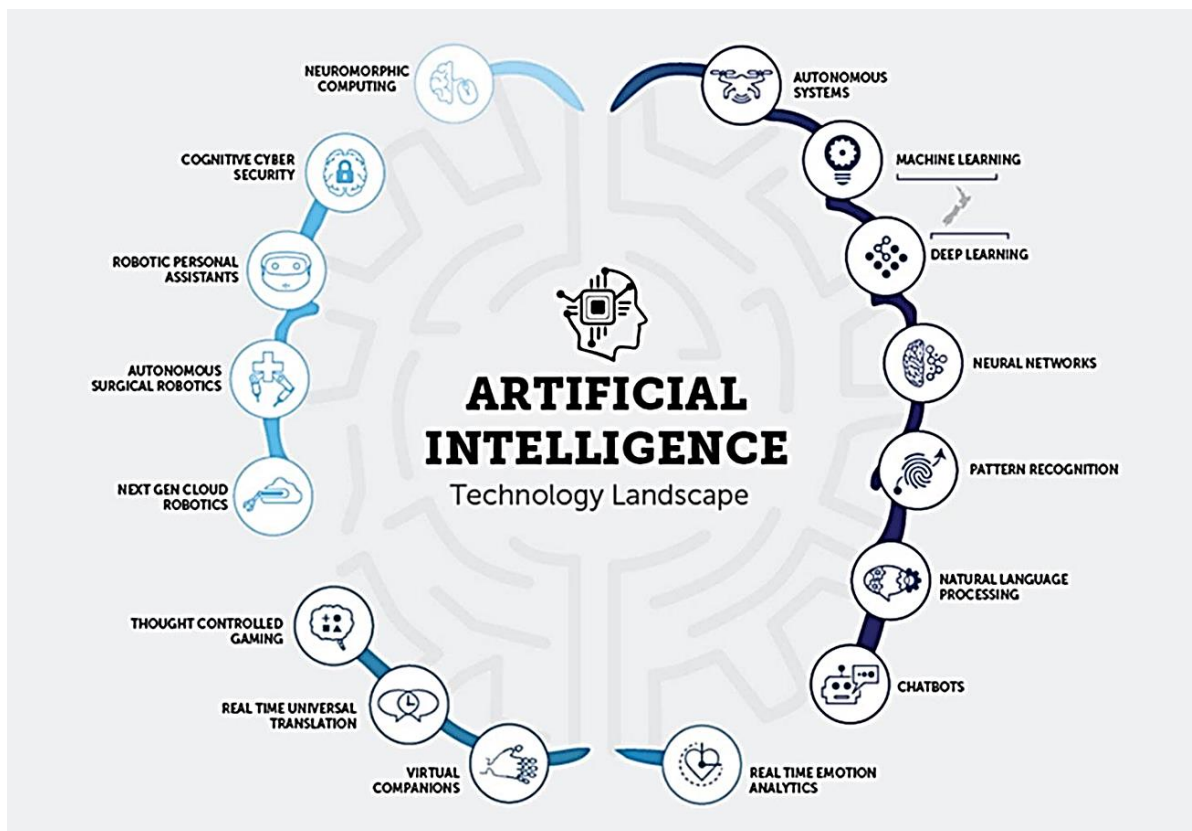 ARTIFICIAL
INTELLIGENCE
Technology Landscape
NEUROMORPHIC
COMPUTING
COGNITIVE CYBER
SECURITY
ROBOTIC PERSONAL
ASSISTANTS
AUTONOMOUS
SURGICAL ROBOTICS
NEXT GEN CLOUD
ROBOTICS
THOUGHT CONTROLLED
GAMING
REAL TIME UNIVERSAL
TRANSLATION
VIRTUAL
COMPANIONS
AUTONOMOUS
SYSTEMS
MACHINE LEARNING
DEEP LEARNING
NEURAL NETWORKS
PATTERN RECOGNITION
NATURAL LANGUAGE
PROCESSING
CHATBOTS
REAL TIME EMOTION
ANALYTICS